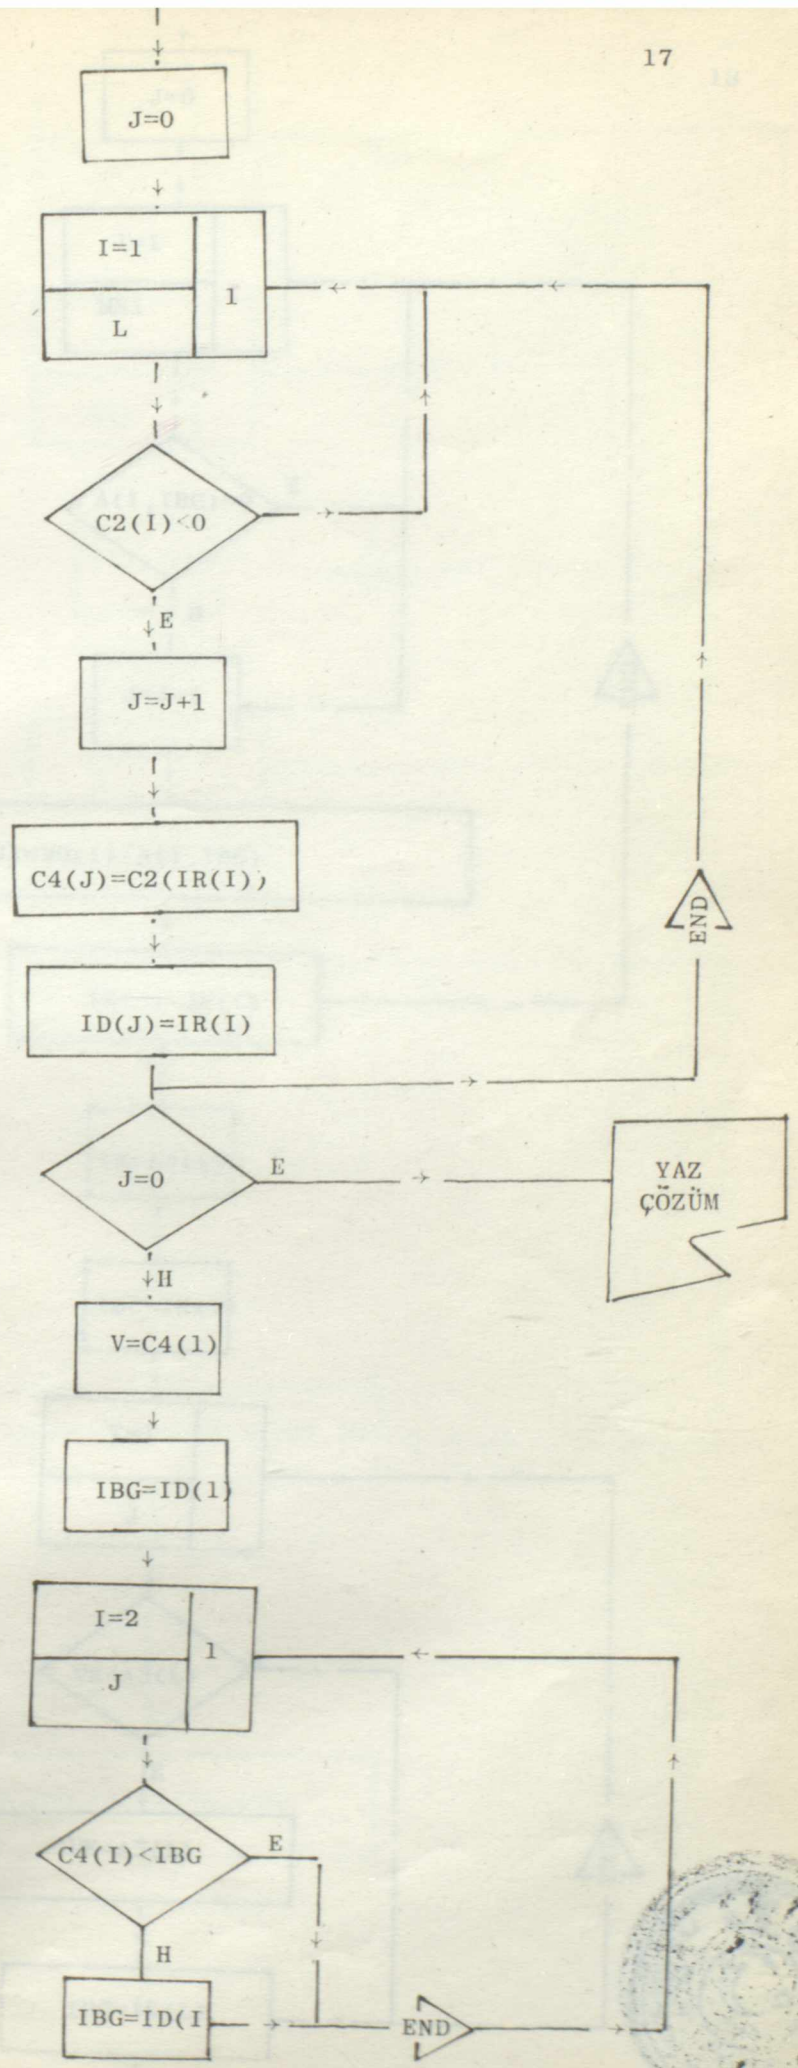 17
J=0
I=1
1
L
C2(I)<0
E
J=J+1
C4(J)=C2(IR(I))
END
ID(J)=IR(I)
J=0
E
YAZ
ÇÖZÜM
H
V=C4(1)
IBG=ID(1)
I=2
1
J
C4(I)<IBG
E
H
IBG=ID(I
END